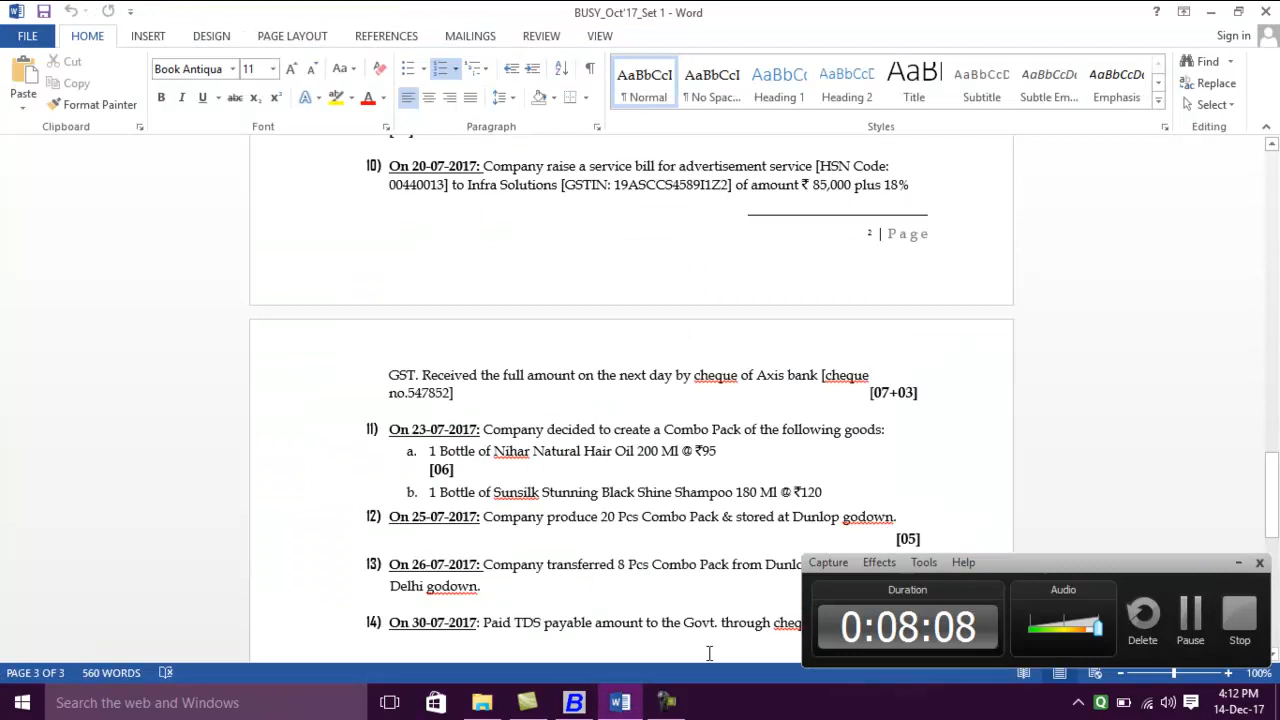 BUSY_Oct'17_Set 1 - Word
FILE HOME INSERT DESIGN PAGE LAYOUT REFERENCES MAILINGS REVIEW VIEW Sign in
Cut
Copy
Format Painter
Paste
Book Antiqua 11
AaBbCcI AaBbCcI AaBbCc AaBbCcD AaBl AaBbCcD AaBbCcDc AaBbCcDc
¶ Normal ¶ No Spac... Heading 1 Heading 2 Title Subtitle Subtle Em... Emphasis
Find
Replace
Select
Clipboard Font Paragraph Styles Editing
10) On 20-07-2017: Company raise a service bill for advertisement service [HSN Code:
00440013] to Infra Solutions [GSTIN: 19ASCCS4589I1Z2] of amount ₹ 85,000 plus 18%
2 | Page
GST. Received the full amount on the next day by cheque of Axis bank [cheque
no.547852] [07+03]
11) On 23-07-2017: Company decided to create a Combo Pack of the following goods:
a. 1 Bottle of Nihar Natural Hair Oil 200 Ml @ ₹95
[06]
b. 1 Bottle of Sunsilk Stunning Black Shine Shampoo 180 Ml @ ₹120
12) On 25-07-2017: Company produce 20 Pcs Combo Pack & stored at Dunlop godown.
[05]
13) On 26-07-2017: Company transferred 8 Pcs Combo Pack from
Delhi godown.
14) On 30-07-2017: Paid TDS payable amount to the Govt. through
Capture Effects Tools Help
Duration Audio
0:08:08
Delete Pause Stop
PAGE 3 OF 3 560 WORDS 100%
Search the web and Windows
4:12 PM
14-Dec-17